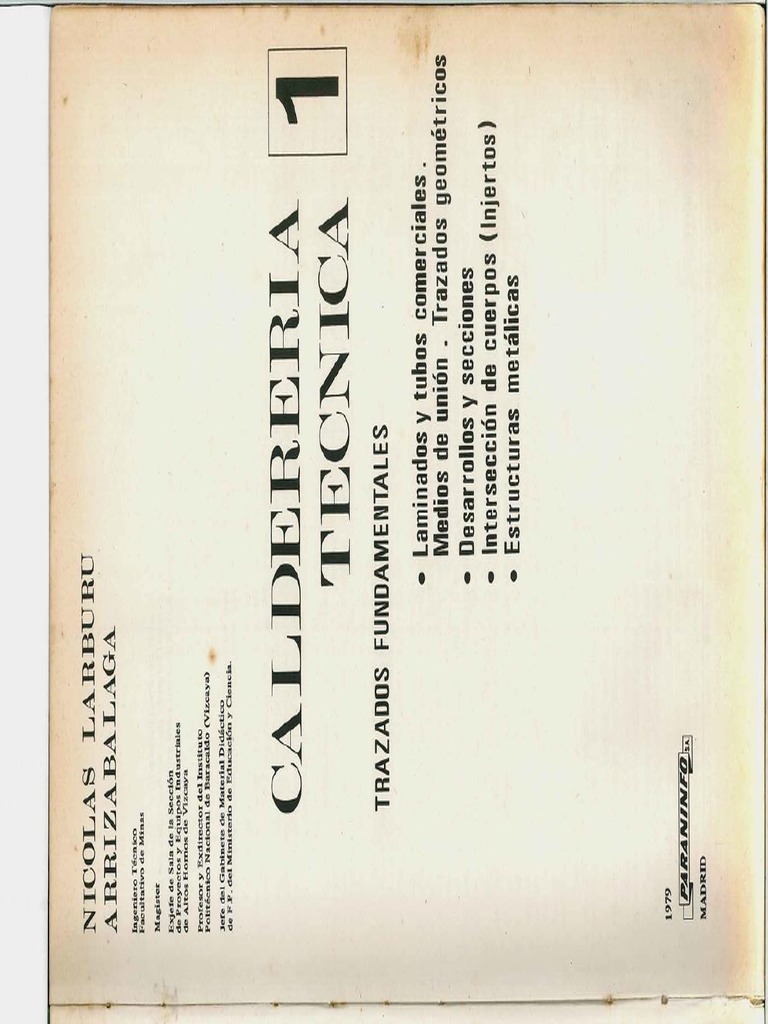 NICOLAS LARBURU
ARRIZABALAGA
Ingeniero Técnico
Facultativo de Minas
Magister
Exjefe de Sala de la Sección
de Proyectos y Equipos Industriales
de Altos Hornos de Vizcaya
Profesor y Exdirector del Instituto
Politécnico Nacional de Baracaldo (Vizcaya)
Jefe del Gabinete de Material Didáctico
de F.P. del Ministerio de Educación y Ciencia.
CALDERERIA
TECNICA
1
TRAZADOS FUNDAMENTALES
• Laminados y tubos comerciales.
Medios de unión. Trazados geométricos
• Desarrollos y secciones
• Intersección de cuerpos (Injertos)
• Estructuras metálicas
1979
PARANINFO SA
MADRID